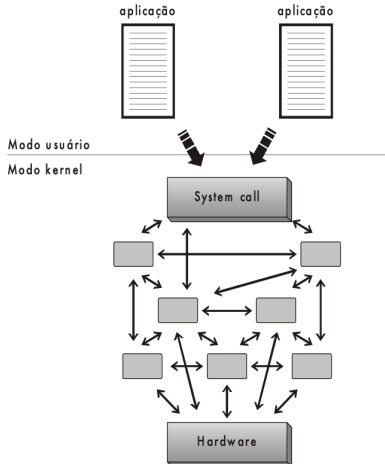 aplicação
aplicação
Modo usuário
Modo kernel
System call
Hardware